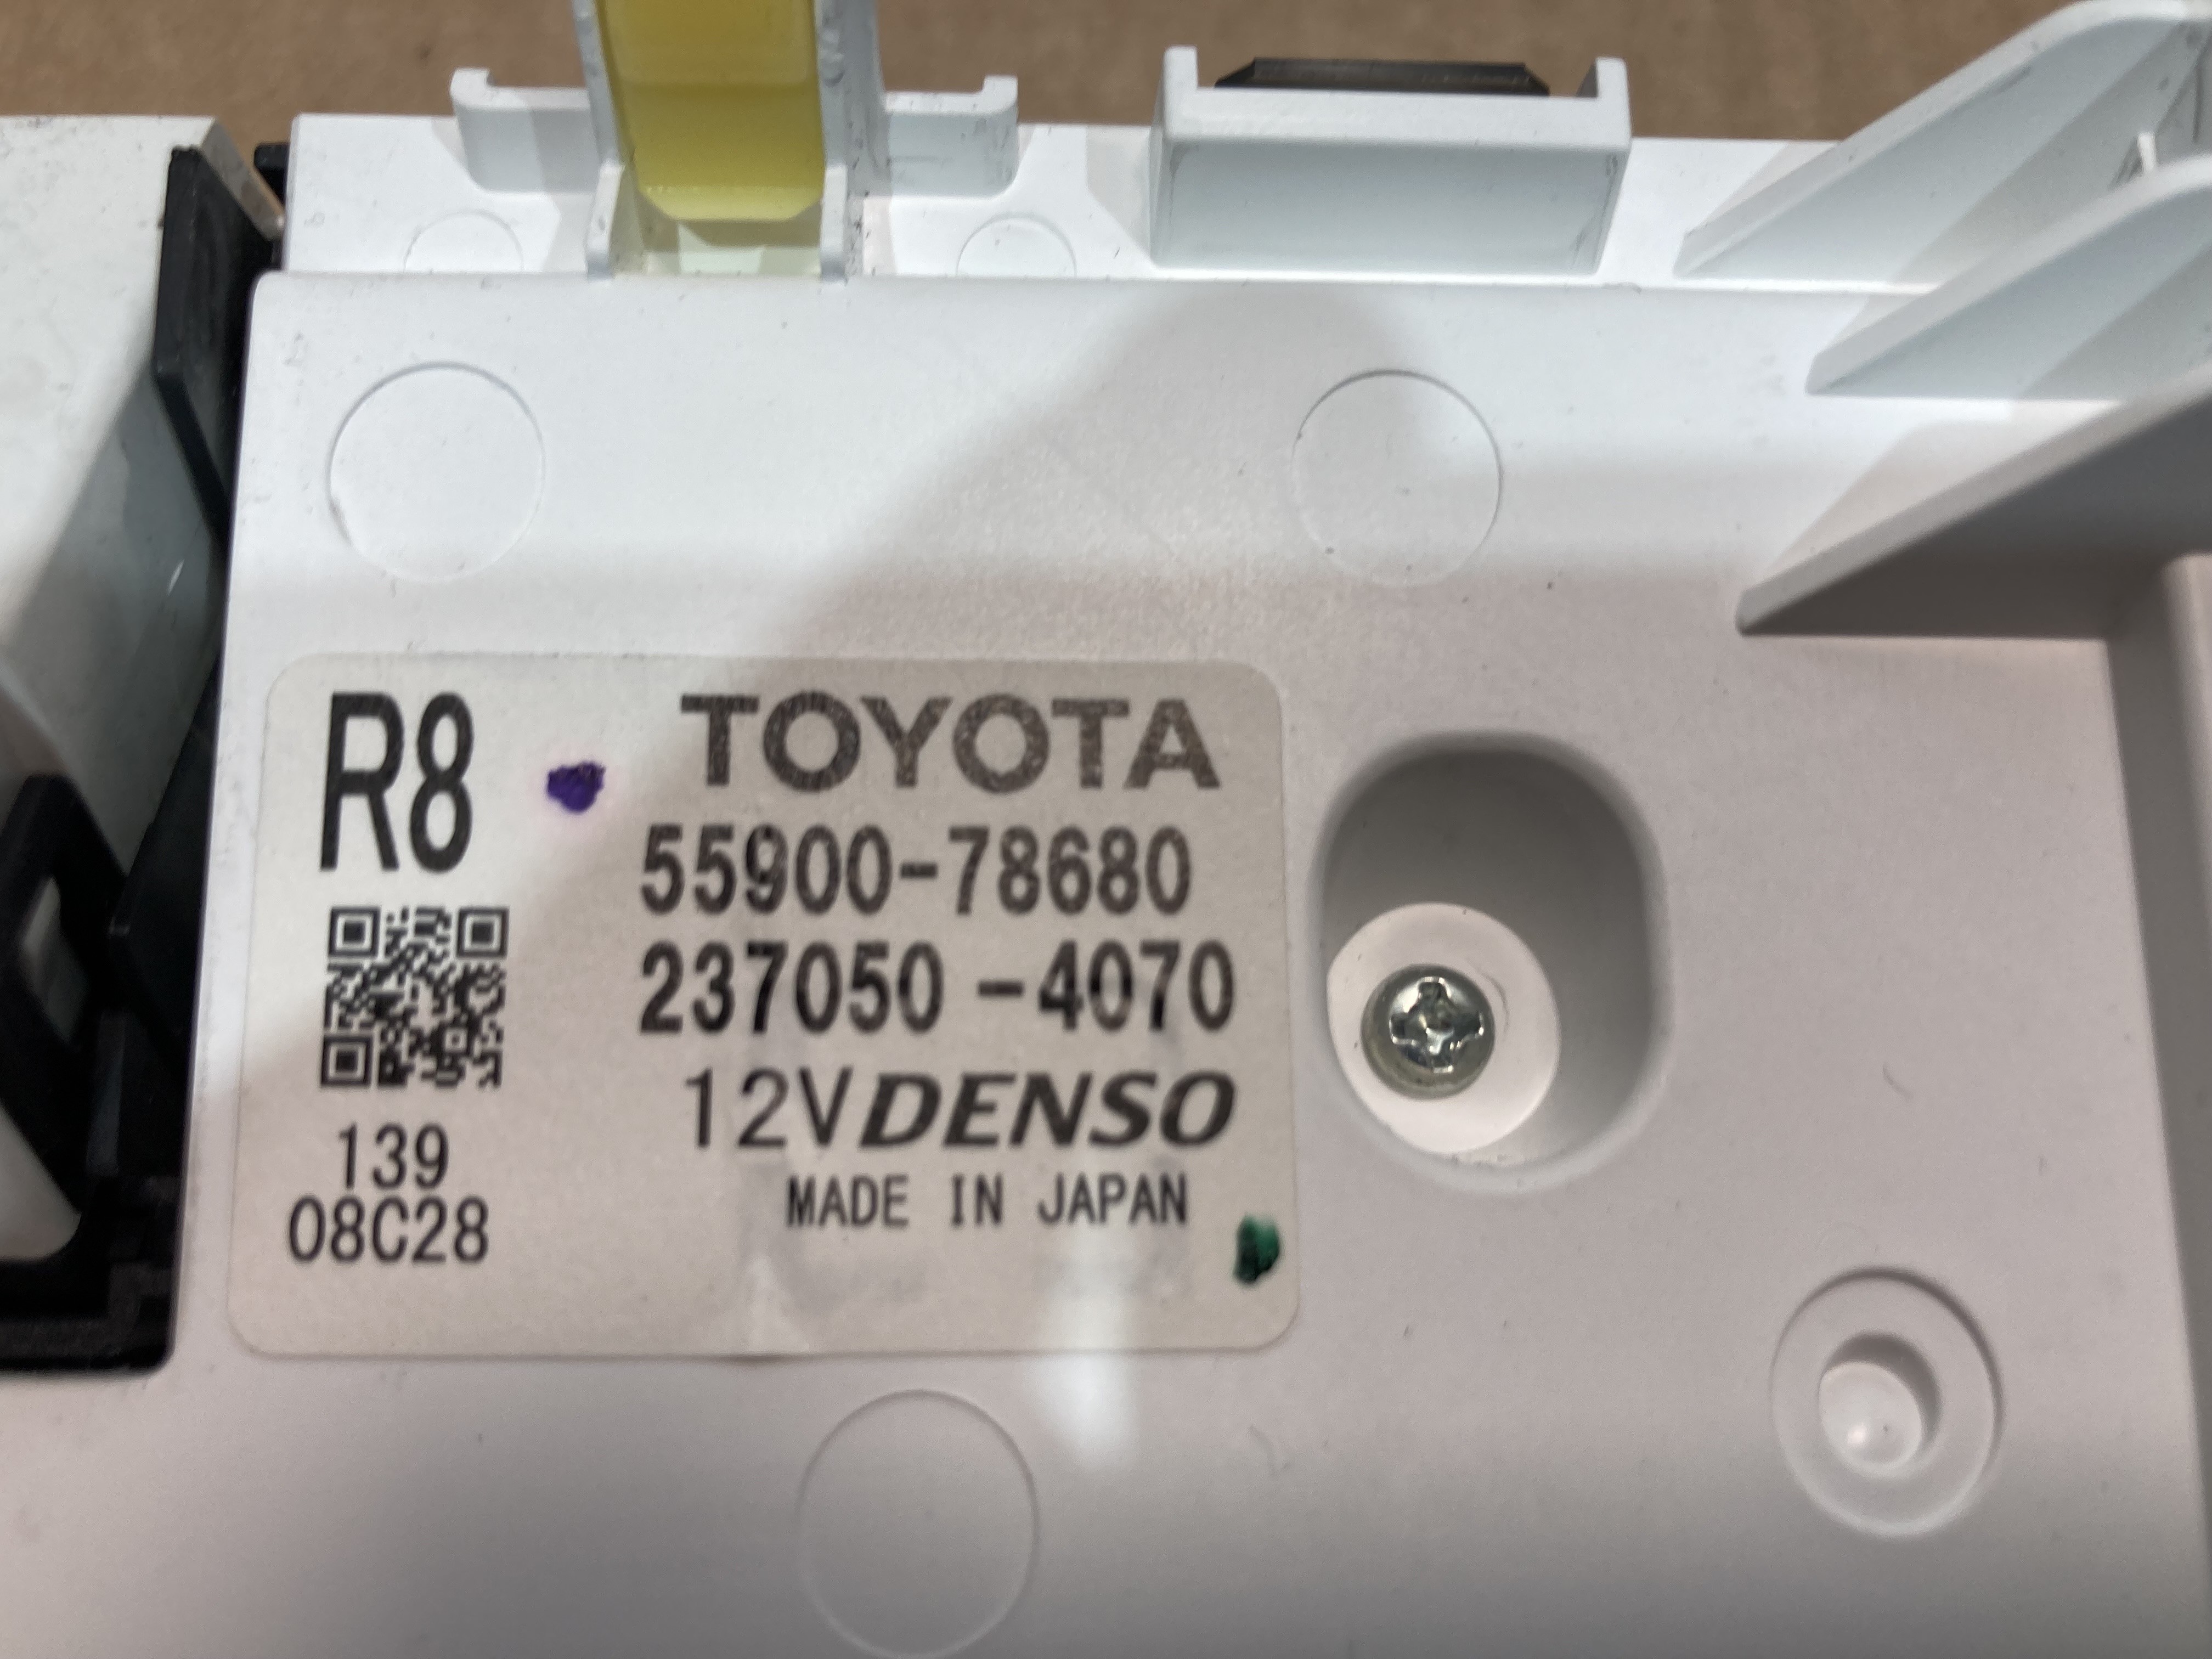 R8
TOYOTA
55900-78680
237050-4070
12V DENSO
MADE IN JAPAN
139
08C28